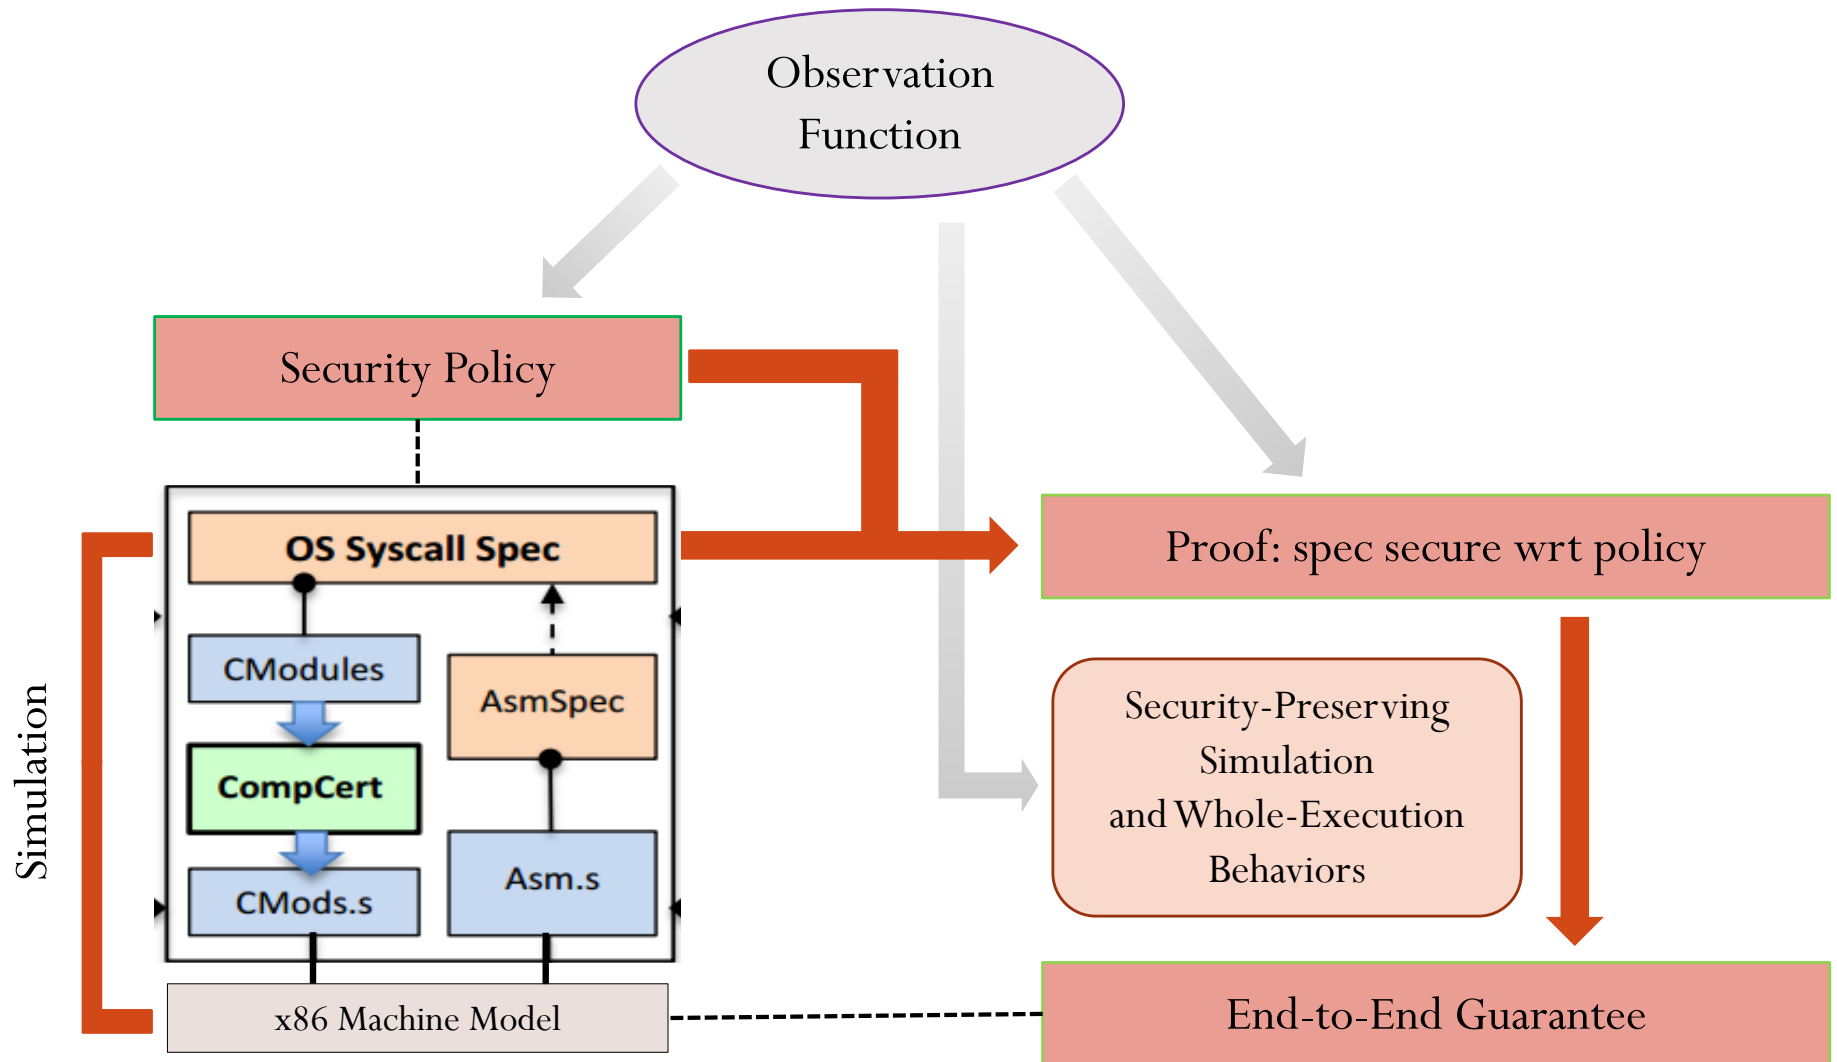 Observation
Function
Security Policy
OS Syscall Spec
Proof: spec secure wrt policy
CModules
AsmSpec
Security-Preserving
Simulation
and Whole-Execution
Behaviors
Simulation
CompCert
Asm.s
CMods.s
x86 Machine Model
End-to-End Guarantee